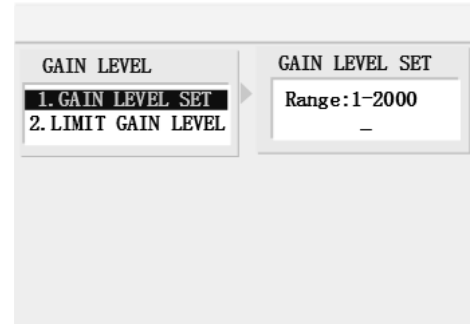 GAIN LEVEL
1.GAIN LEVEL SET
2.LIMIT GAIN LEVEL
GAIN LEVEL SET
Range:1-2000
_